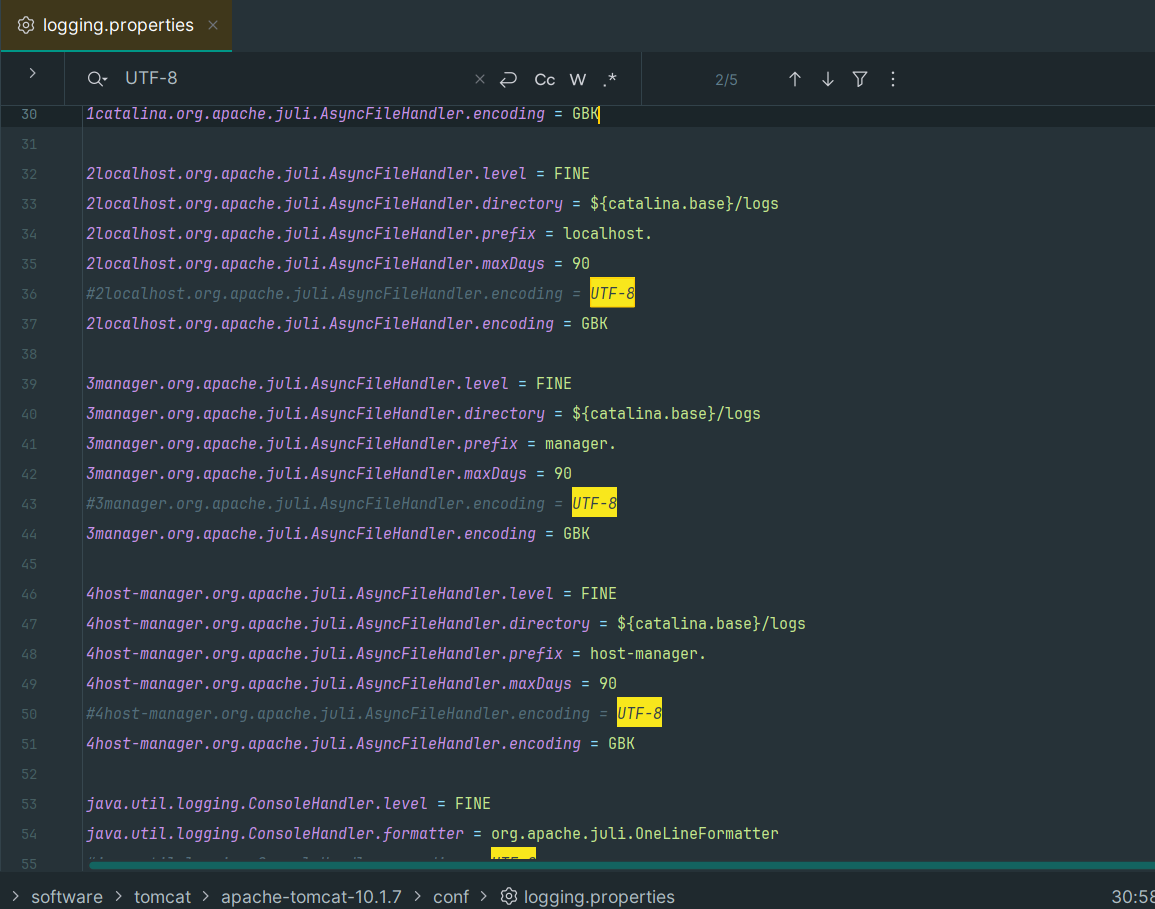 logging.properties
UTF-8
Cc W .*
2/5
30 1catalina.org.apache.juli.AsyncFileHandler.encoding = GBK
31
32 2localhost.org.apache.juli.AsyncFileHandler.level = FINE
33 2localhost.org.apache.juli.AsyncFileHandler.directory = ${catalina.base}/logs
34 2localhost.org.apache.juli.AsyncFileHandler.prefix = localhost.
35 2localhost.org.apache.juli.AsyncFileHandler.maxDays = 90
36 #2localhost.org.apache.juli.AsyncFileHandler.encoding = UTF-8
37 2localhost.org.apache.juli.AsyncFileHandler.encoding = GBK
38
39 3manager.org.apache.juli.AsyncFileHandler.level = FINE
40 3manager.org.apache.juli.AsyncFileHandler.directory = ${catalina.base}/logs
41 3manager.org.apache.juli.AsyncFileHandler.prefix = manager.
42 3manager.org.apache.juli.AsyncFileHandler.maxDays = 90
43 #3manager.org.apache.juli.AsyncFileHandler.encoding = UTF-8
44 3manager.org.apache.juli.AsyncFileHandler.encoding = GBK
45
46 4host-manager.org.apache.juli.AsyncFileHandler.level = FINE
47 4host-manager.org.apache.juli.AsyncFileHandler.directory = ${catalina.base}/logs
48 4host-manager.org.apache.juli.AsyncFileHandler.prefix = host-manager.
49 4host-manager.org.apache.juli.AsyncFileHandler.maxDays = 90
50 #4host-manager.org.apache.juli.AsyncFileHandler.encoding = UTF-8
51 4host-manager.org.apache.juli.AsyncFileHandler.encoding = GBK
52
53 java.util.logging.ConsoleHandler.level = FINE
54 java.util.logging.ConsoleHandler.formatter = org.apache.juli.OneLineFormatter
55
software tomcat apache-tomcat-10.1.7 conf logging.properties
30:58